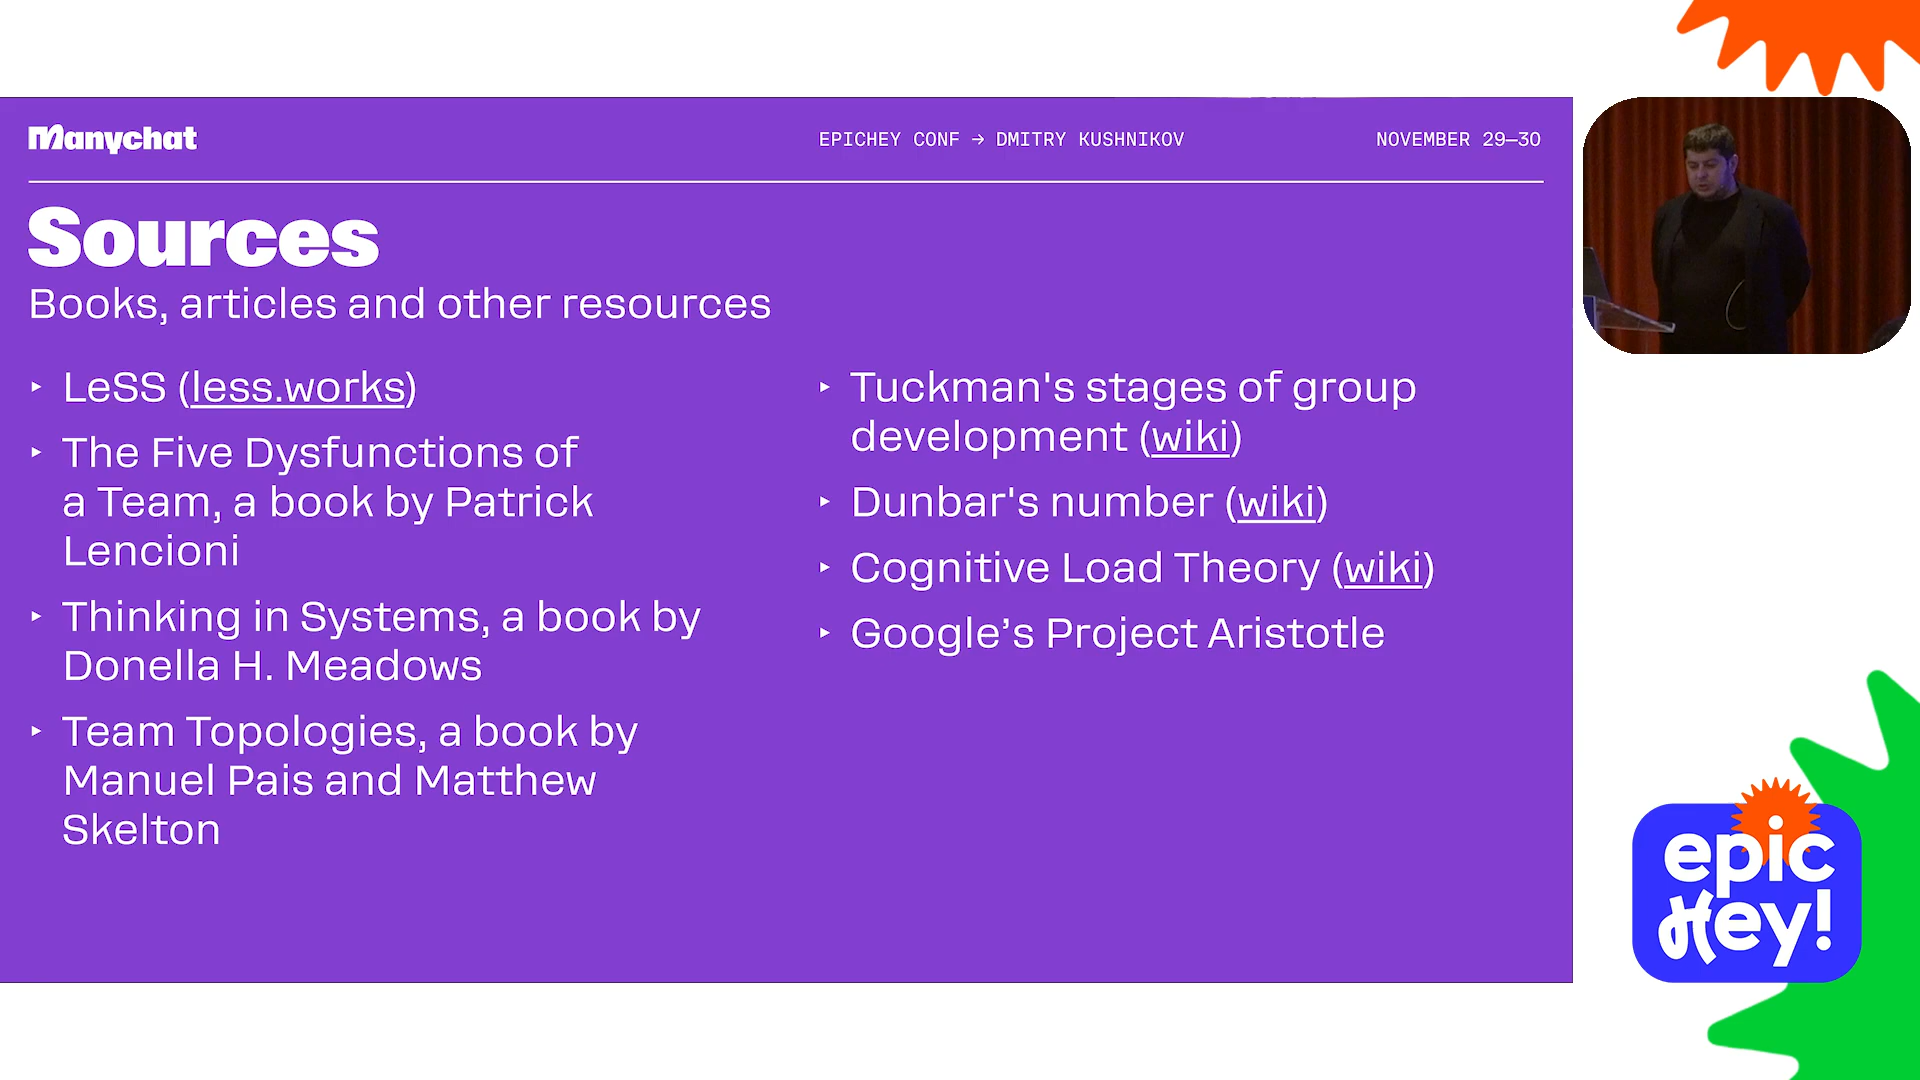 Manychat
EPICHEY CONF → DMITRY KUSHNIKOV
NOVEMBER 29–30
Sources
Books, articles and other resources
‣ LeSS (less.works)
‣ The Five Dysfunctions of
a Team, a book by Patrick
Lencioni
‣ Thinking in Systems, a book by
Donella H. Meadows
‣ Team Topologies, a book by
Manuel Pais and Matthew
Skelton
‣ Tuckman's stages of group
development (wiki)
‣ Dunbar's number (wiki)
‣ Cognitive Load Theory (wiki)
‣ Google’s Project Aristotle
epic
Hey!